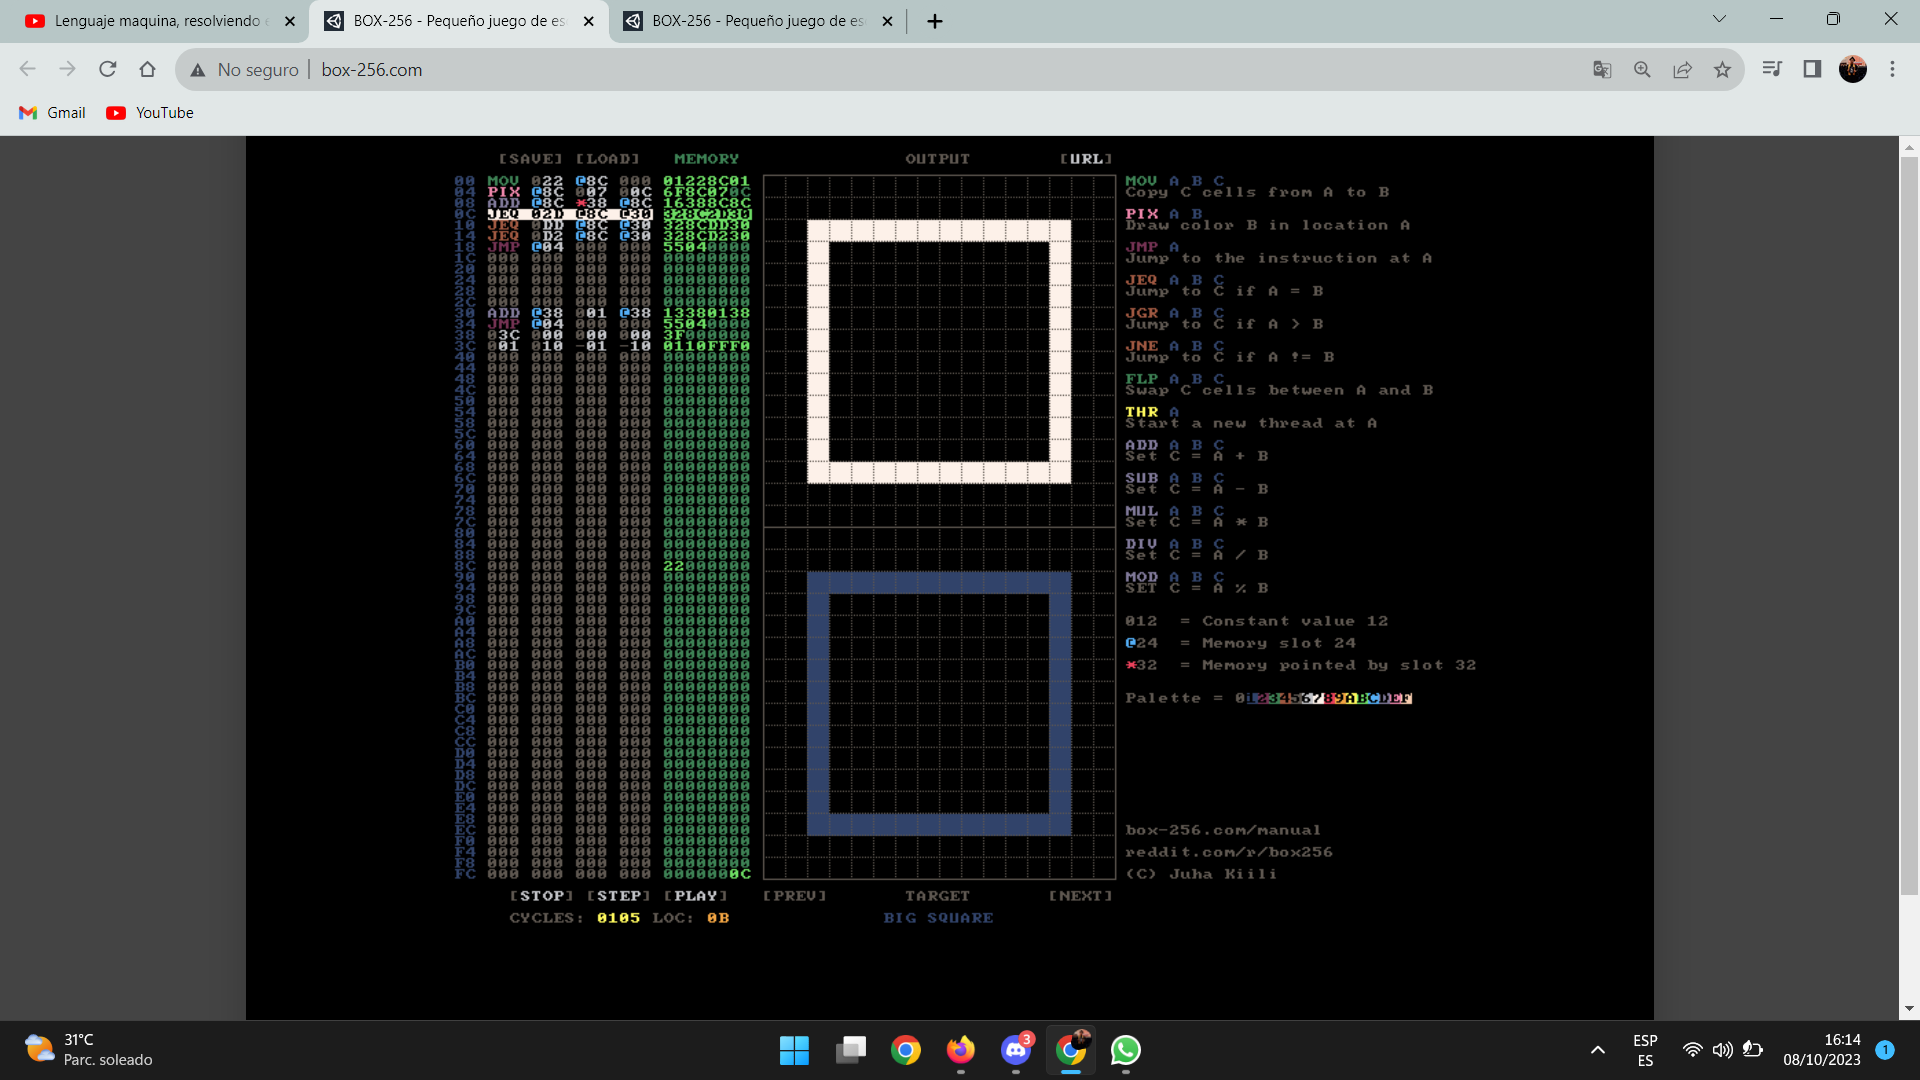 Lenguaje maquina, resolviendo
BOX-256 - Pequeño juego de es
BOX-256 - Pequeño juego de es
No seguro
box-256.com
Gmail
YouTube
[SAVE] [LOAD] MEMORY
00 MOV 022 @8C 000 01228C01
04 PIX @8C 007 00C 6F8C070C
08 ADD @8C *38 @8C 16388C8C
0C JEQ 02D @8C @30 328C2D30
10 JEQ 0DD @8C @30 328CDD30
14 JEQ 0D2 @8C @30 328CD230
18 JMP @04 000 000 55040000
1C 000 000 000 000 00000000
20 000 000 000 000 00000000
24 000 000 000 000 00000000
28 000 000 000 000 00000000
2C 000 000 000 000 00000000
30 ADD @38 001 @38 13380138
34 JMP @04 000 000 55040000
38 03C 000 000 000 3F000000
3C 001 010 -01 -10 0110FFF0
40 000 000 000 000 00000000
44 000 000 000 000 00000000
48 000 000 000 000 00000000
4C 000 000 000 000 00000000
50 000 000 000 000 00000000
54 000 000 000 000 00000000
58 000 000 000 000 00000000
5C 000 000 000 000 00000000
60 000 000 000 000 00000000
64 000 000 000 000 00000000
68 000 000 000 000 00000000
6C 000 000 000 000 00000000
70 000 000 000 000 00000000
74 000 000 000 000 00000000
78 000 000 000 000 00000000
7C 000 000 000 000 00000000
80 000 000 000 000 00000000
84 000 000 000 000 00000000
88 000 000 000 000 00000000
8C 000 000 000 000 22000000
90 000 000 000 000 00000000
94 000 000 000 000 00000000
98 000 000 000 000 00000000
9C 000 000 000 000 00000000
A0 000 000 000 000 00000000
A4 000 000 000 000 00000000
A8 000 000 000 000 00000000
AC 000 000 000 000 00000000
B0 000 000 000 000 00000000
B4 000 000 000 000 00000000
B8 000 000 000 000 00000000
BC 000 000 000 000 00000000
C0 000 000 000 000 00000000
C4 000 000 000 000 00000000
C8 000 000 000 000 00000000
CC 000 000 000 000 00000000
D0 000 000 000 000 00000000
D4 000 000 000 000 00000000
D8 000 000 000 000 00000000
DC 000 000 000 000 00000000
E0 000 000 000 000 00000000
E4 000 000 000 000 00000000
E8 000 000 000 000 00000000
EC 000 000 000 000 00000000
F0 000 000 000 000 00000000
F4 000 000 000 000 00000000
F8 000 000 000 000 00000000
FC 000 000 000 000 0000000C
[STOP] [STEP] [PLAY]
CYCLES: 0105 LOC: 0B
OUTPUT [URL]
[PREV] TARGET [NEXT]
BIG SQUARE
MOV A B C
Copy C cells from A to B
PIX A B
Draw color B in location A
JMP A
Jump to the instruction at A
JEQ A B C
Jump to C if A = B
JGR A B C
Jump to C if A > B
JNE A B C
Jump to C if A != B
FLP A B C
Swap C cells between A and B
THR A
Start a new thread at A
ADD A B C
Set C = A + B
SUB A B C
Set C = A - B
MUL A B C
Set C = A * B
DIV A B C
Set C = A / B
MOD A B C
SET C = A % B
012 = Constant value 12
@24 = Memory slot 24
*32 = Memory pointed by slot 32
Palette = 0123456789ABCDEF
box-256.com/manual
reddit.com/r/box256
(C) Juha Kiili
31°C
Parc. soleado
3
ESP
ES
16:14
08/10/2023
1